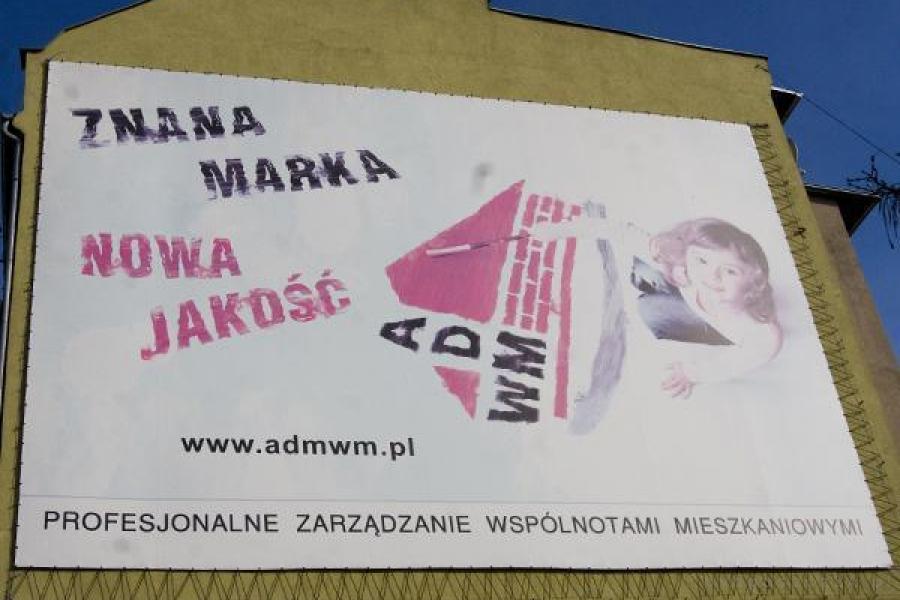 ZNANA
MARKA
NOWA
JAKOŚĆ
A
D
WM
www.admwm.pl
PROFESJONALNE ZARZĄDZANIE WSPÓLNOTAMI MIESZKANIOWYMI